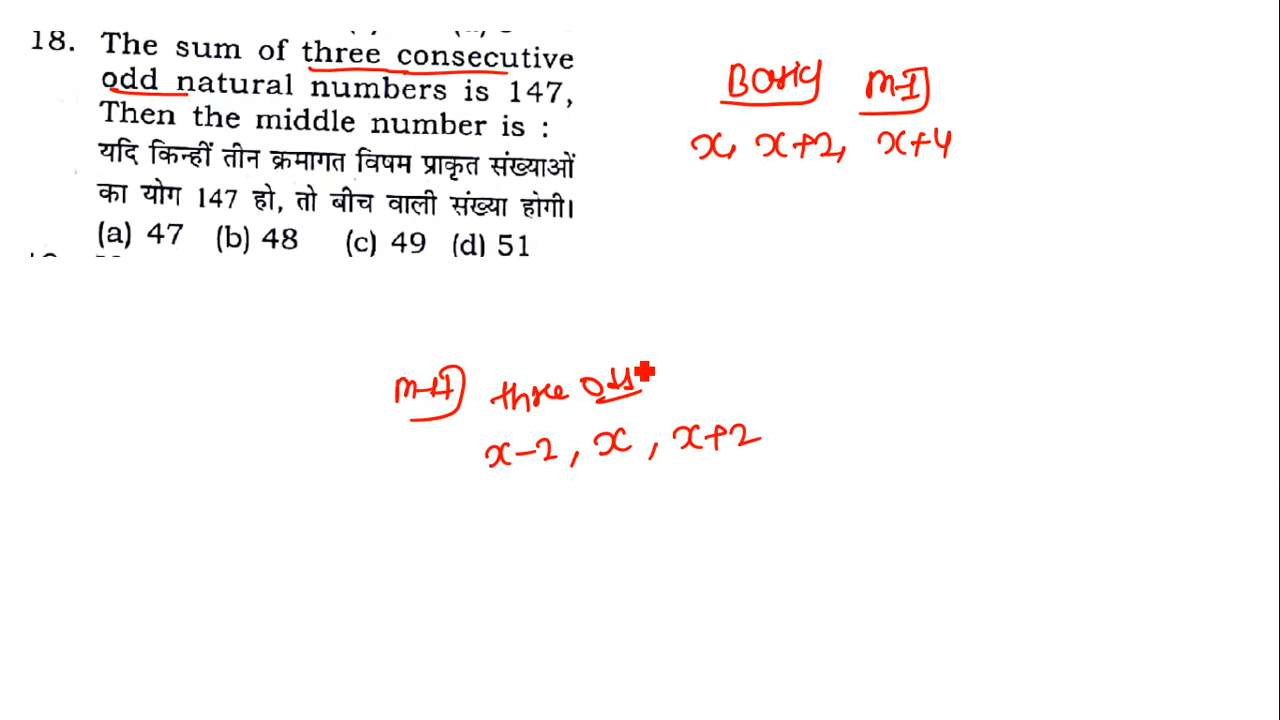 18. The sum of three consecutive
odd natural numbers is 147,
Then the middle number is :
यदि किन्हीं तीन क्रमागत विषम प्राकृत संख्याओं
का योग 147 हो, तो बीच वाली संख्या होगी।
(a) 47 (b) 48 (c) 49 (d) 51
Basic M-I
x, x+2, x+4
M-II three odd
x-2, x, x+2